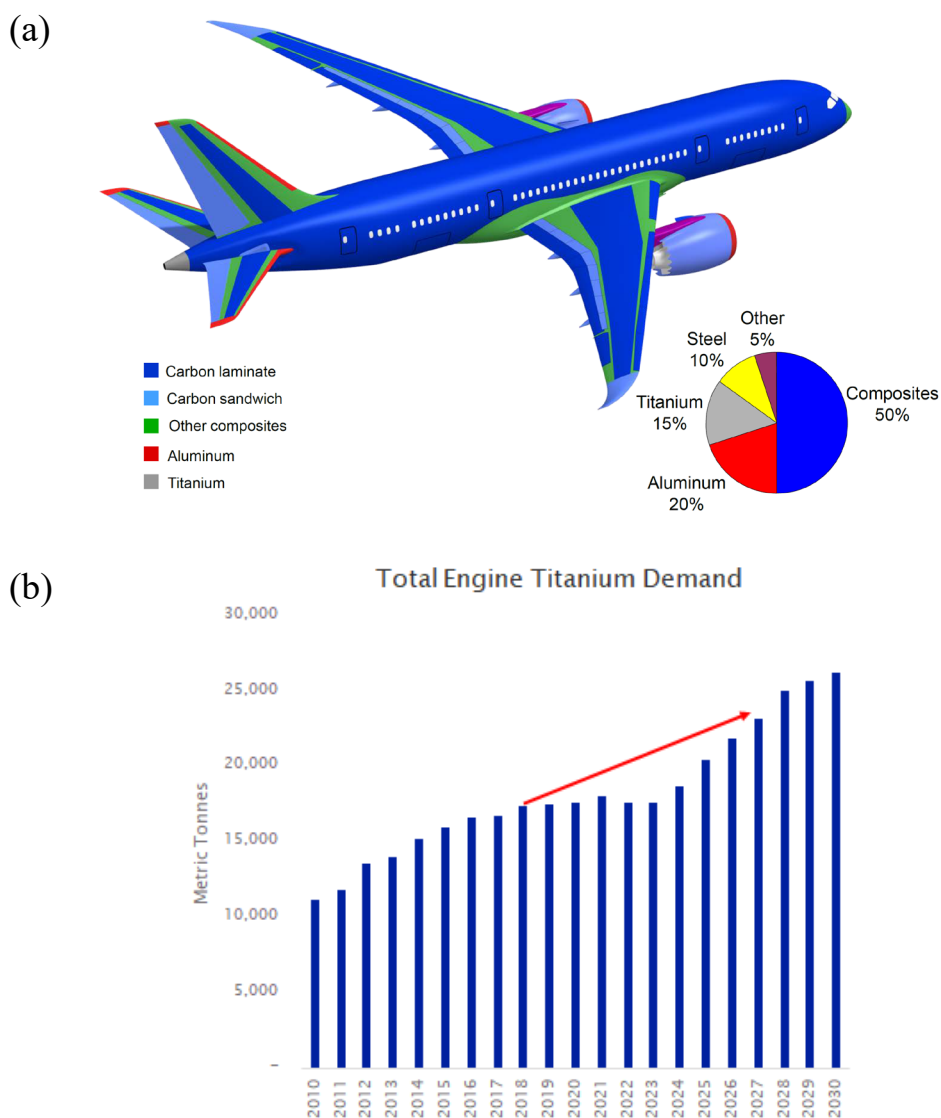 (a)
Carbon laminate
Carbon sandwich
Other composites
Aluminum
Titanium
Other
5%
Steel
10%
Composites
50%
Titanium
15%
Aluminum
20%
(b)
Total Engine Titanium Demand
Metric Tonnes
30,000
25,000
20,000
15,000
10,000
5,000
-
2010
2011
2012
2013
2014
2015
2016
2017
2018
2019
2020
2021
2022
2023
2024
2025
2026
2027
2028
2029
2030